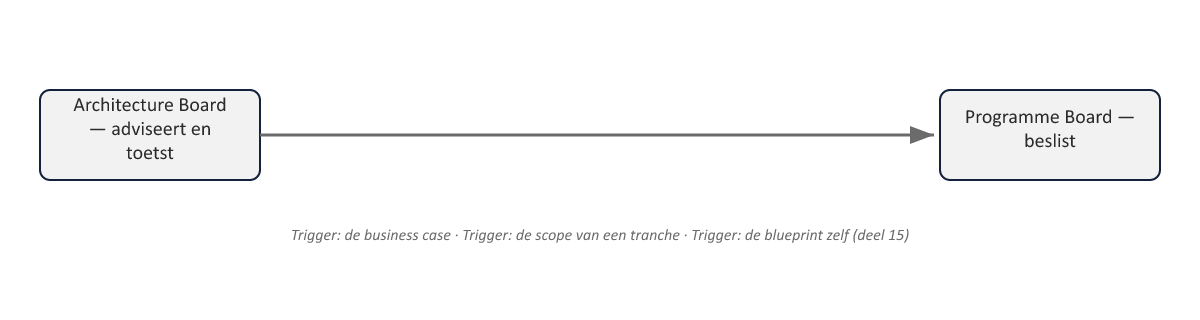 Architecture Board
— adviseert en
toetst
Programme Board —
beslist
Trigger: de business case · Trigger: de scope van een tranche · Trigger: de blueprint zelf (deel 15)